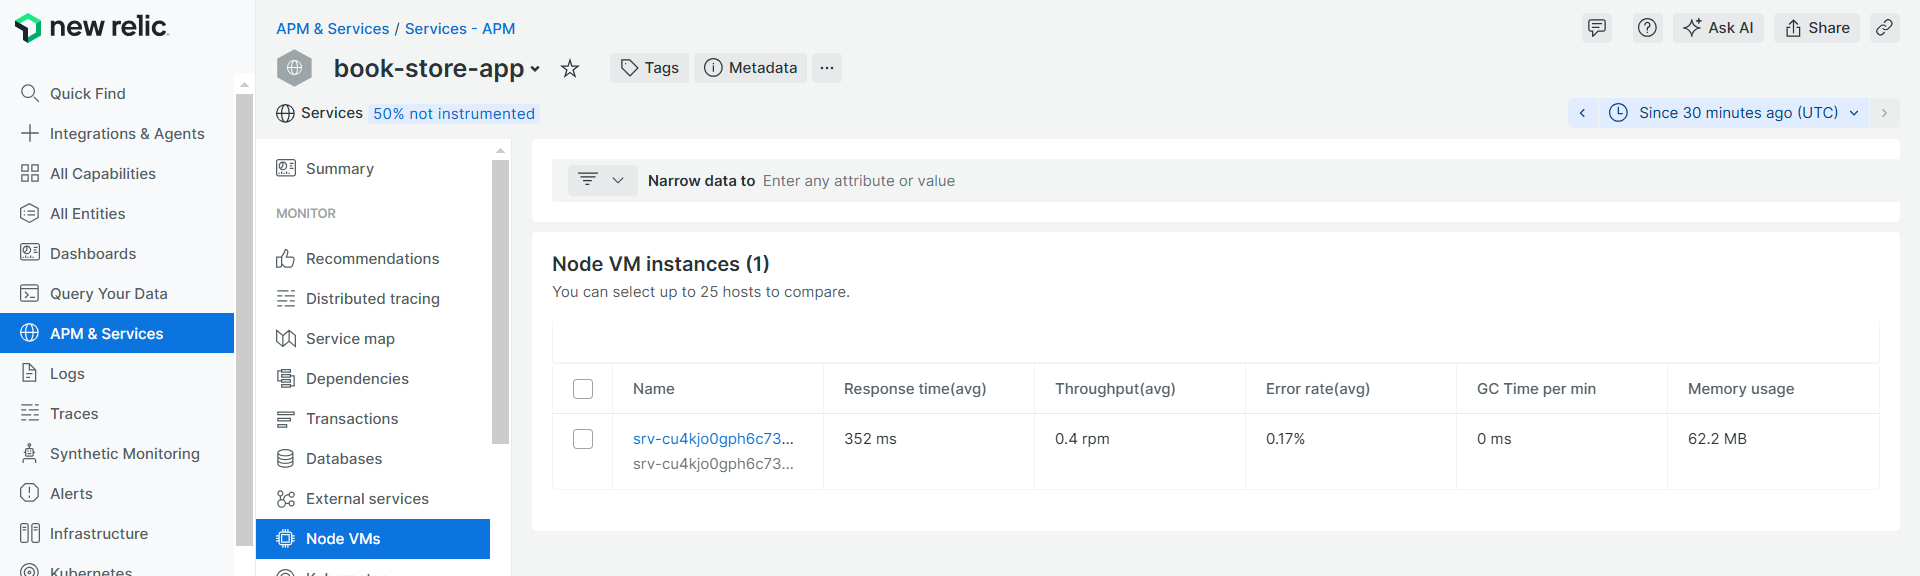 new relic
Quick Find
Integrations & Agents
All Capabilities
All Entities
Dashboards
Query Your Data
APM & Services
Logs
Traces
Synthetic Monitoring
Alerts
Infrastructure
Kubernetes
APM & Services / Services - APM
book-store-app
Tags
Metadata
...
Ask AI
Share
Services 50% not instrumented
Since 30 minutes ago (UTC)
Summary
MONITOR
Recommendations
Distributed tracing
Service map
Dependencies
Transactions
Databases
External services
Node VMs
Kubernetes
Narrow data to Enter any attribute or value
Node VM instances (1)
You can select up to 25 hosts to compare.
Name Response time(avg) Throughput(avg) Error rate(avg) GC Time per min Memory usage
srv-cu4kjo0gph6c73... 352 ms 0.4 rpm 0.17% 0 ms 62.2 MB
srv-cu4kjo0gph6c73...